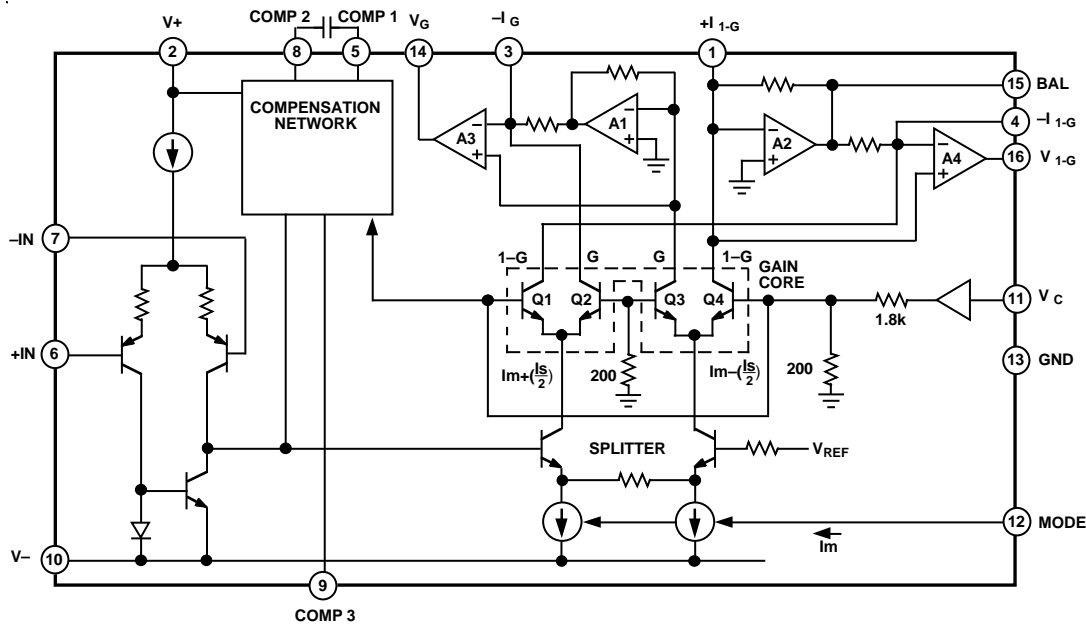 V+
COMP 2
COMP 1
VG
–IG
+I 1-G
2
8
5
14
3
1
COMPENSATION
NETWORK
A3
–
+
A1
–
+
A2
–
+
A4
–
+
15
BAL
4
–I 1-G
16
V 1-G
–IN
7
1–G
G
G
1–G
GAIN
CORE
Q1
Q2
Q3
Q4
11
VC
1.8k
+IN
6
13
GND
Im+(Is/2)
200
Im–(Is/2)
200
SPLITTER
VREF
12
MODE
Im
V–
10
9
COMP 3